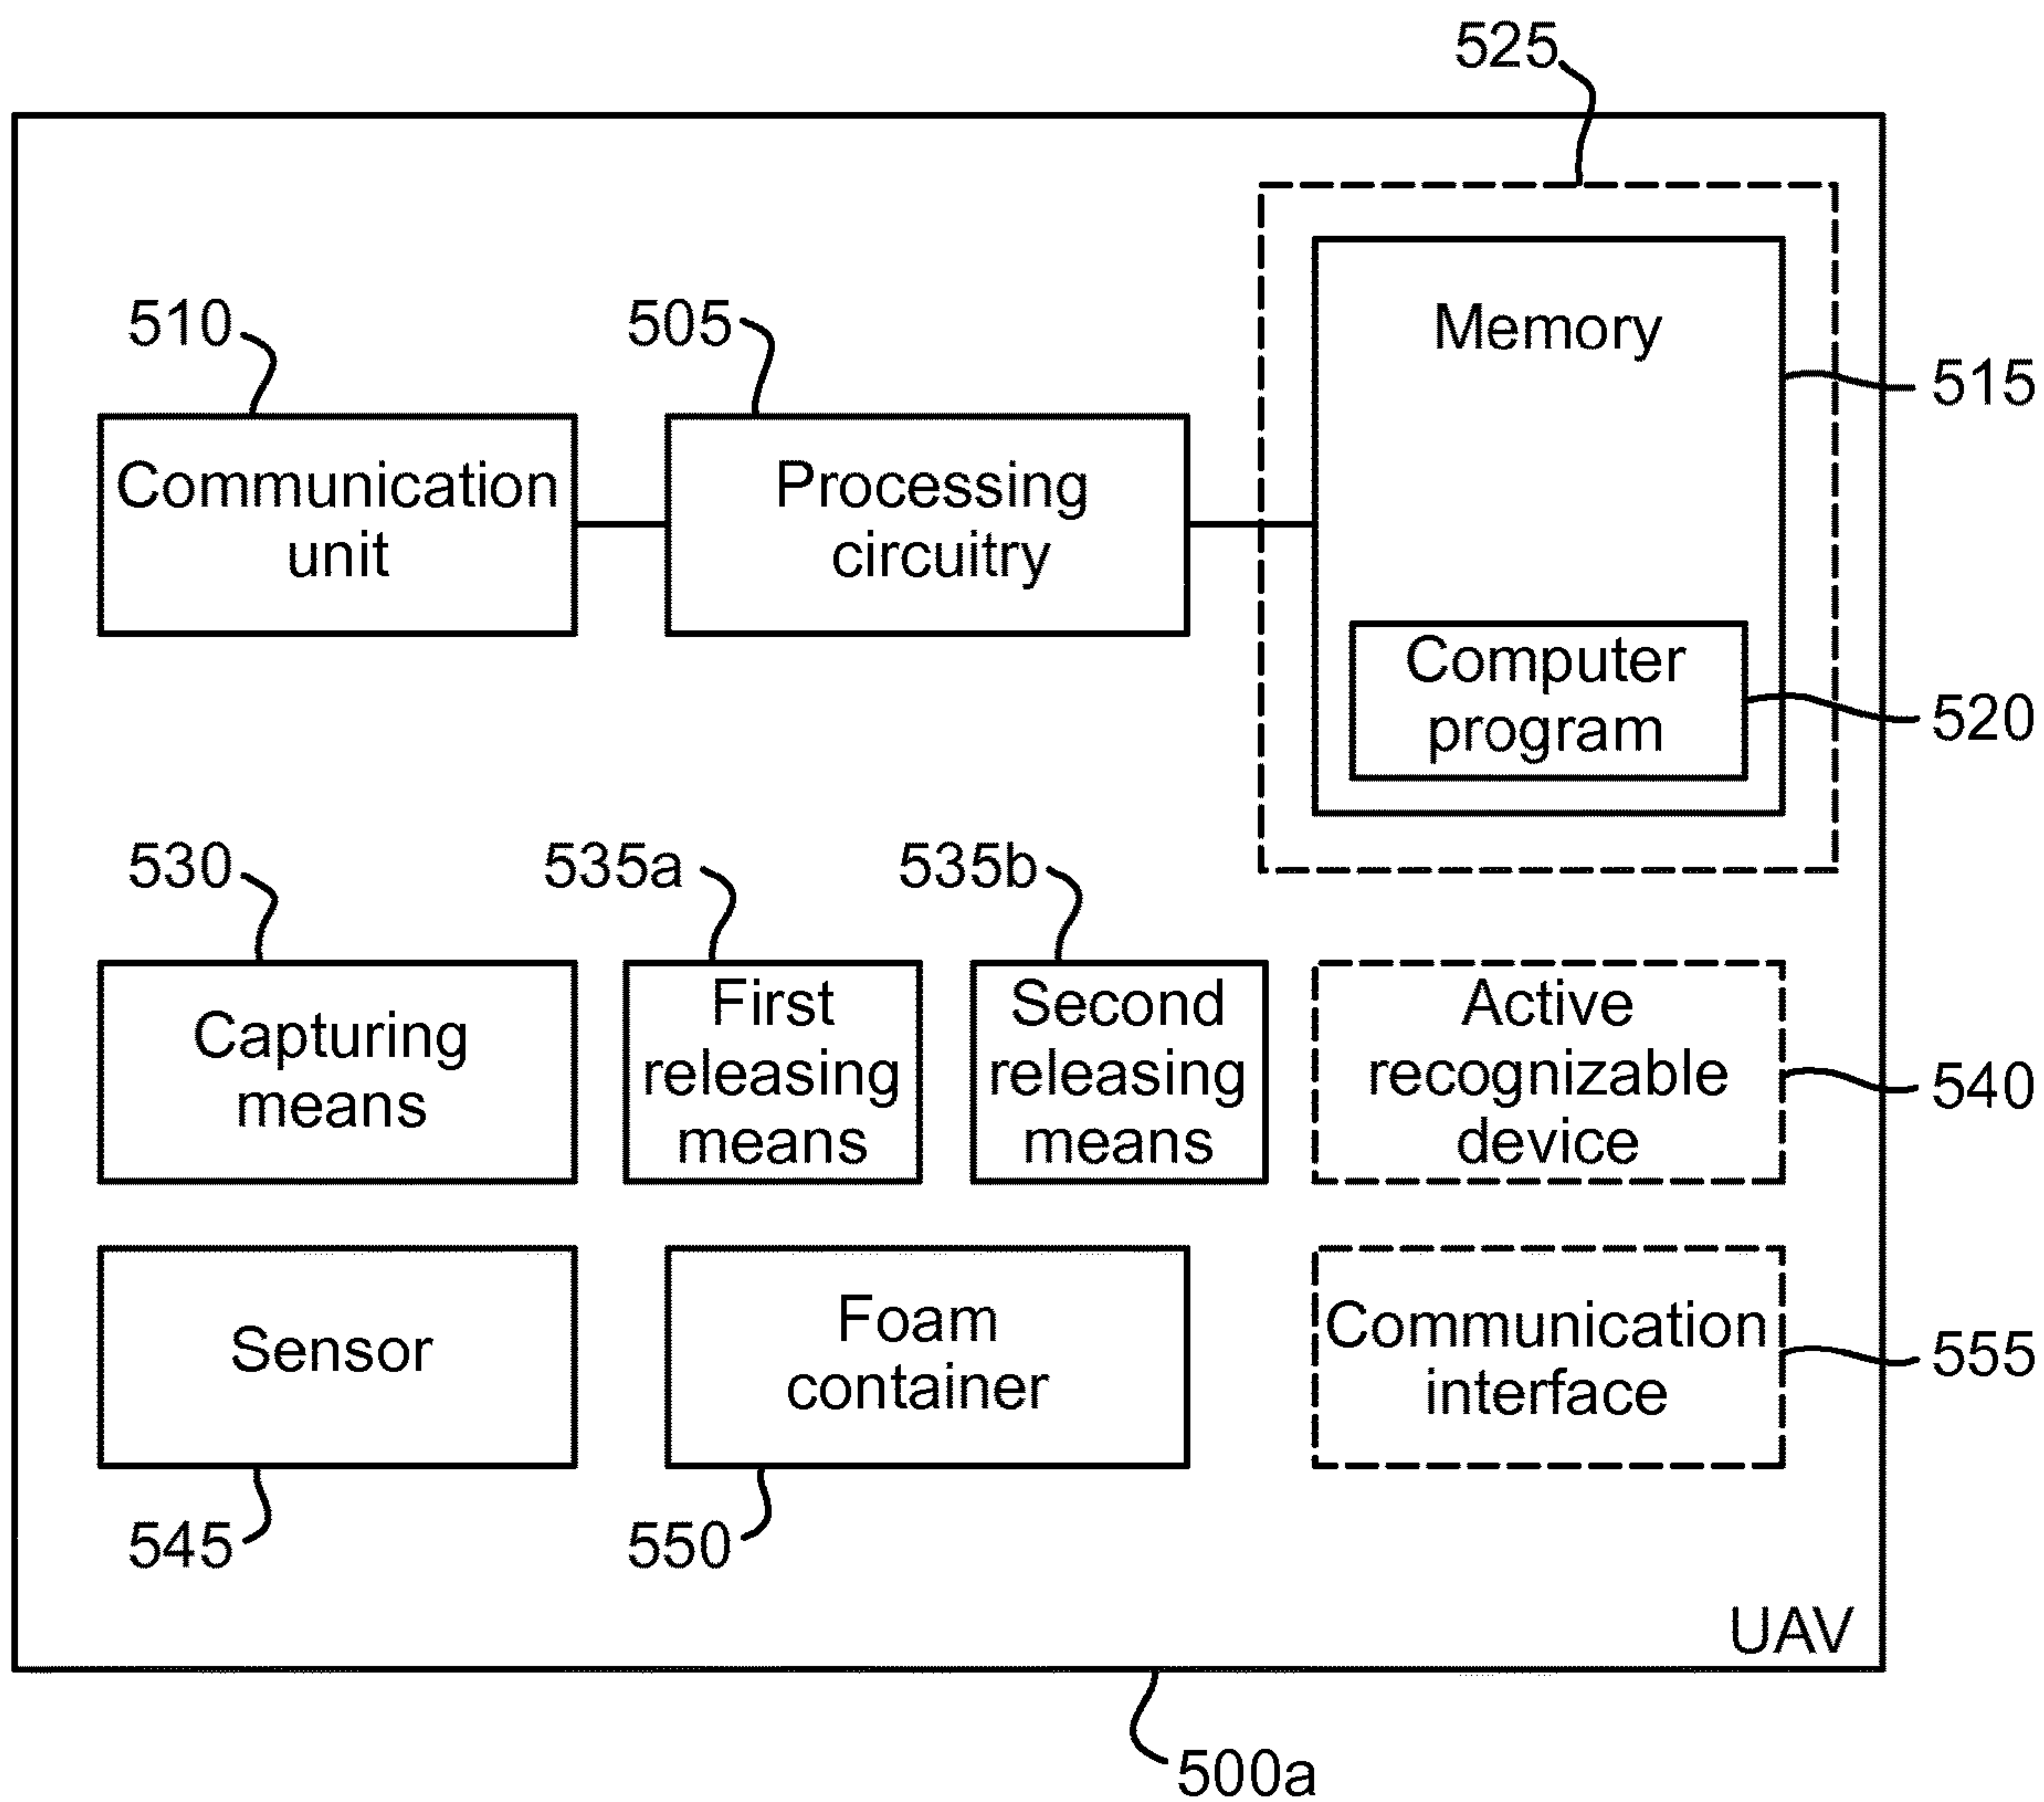 525
510
505
Memory
515
Communication
unit
Processing
circuitry
Computer
program
520
530
535a
535b
Capturing
means
First
releasing
means
Second
releasing
means
Active
recognizable
device
540
Sensor
Foam
container
Communication
interface
555
545
550
UAV
500a